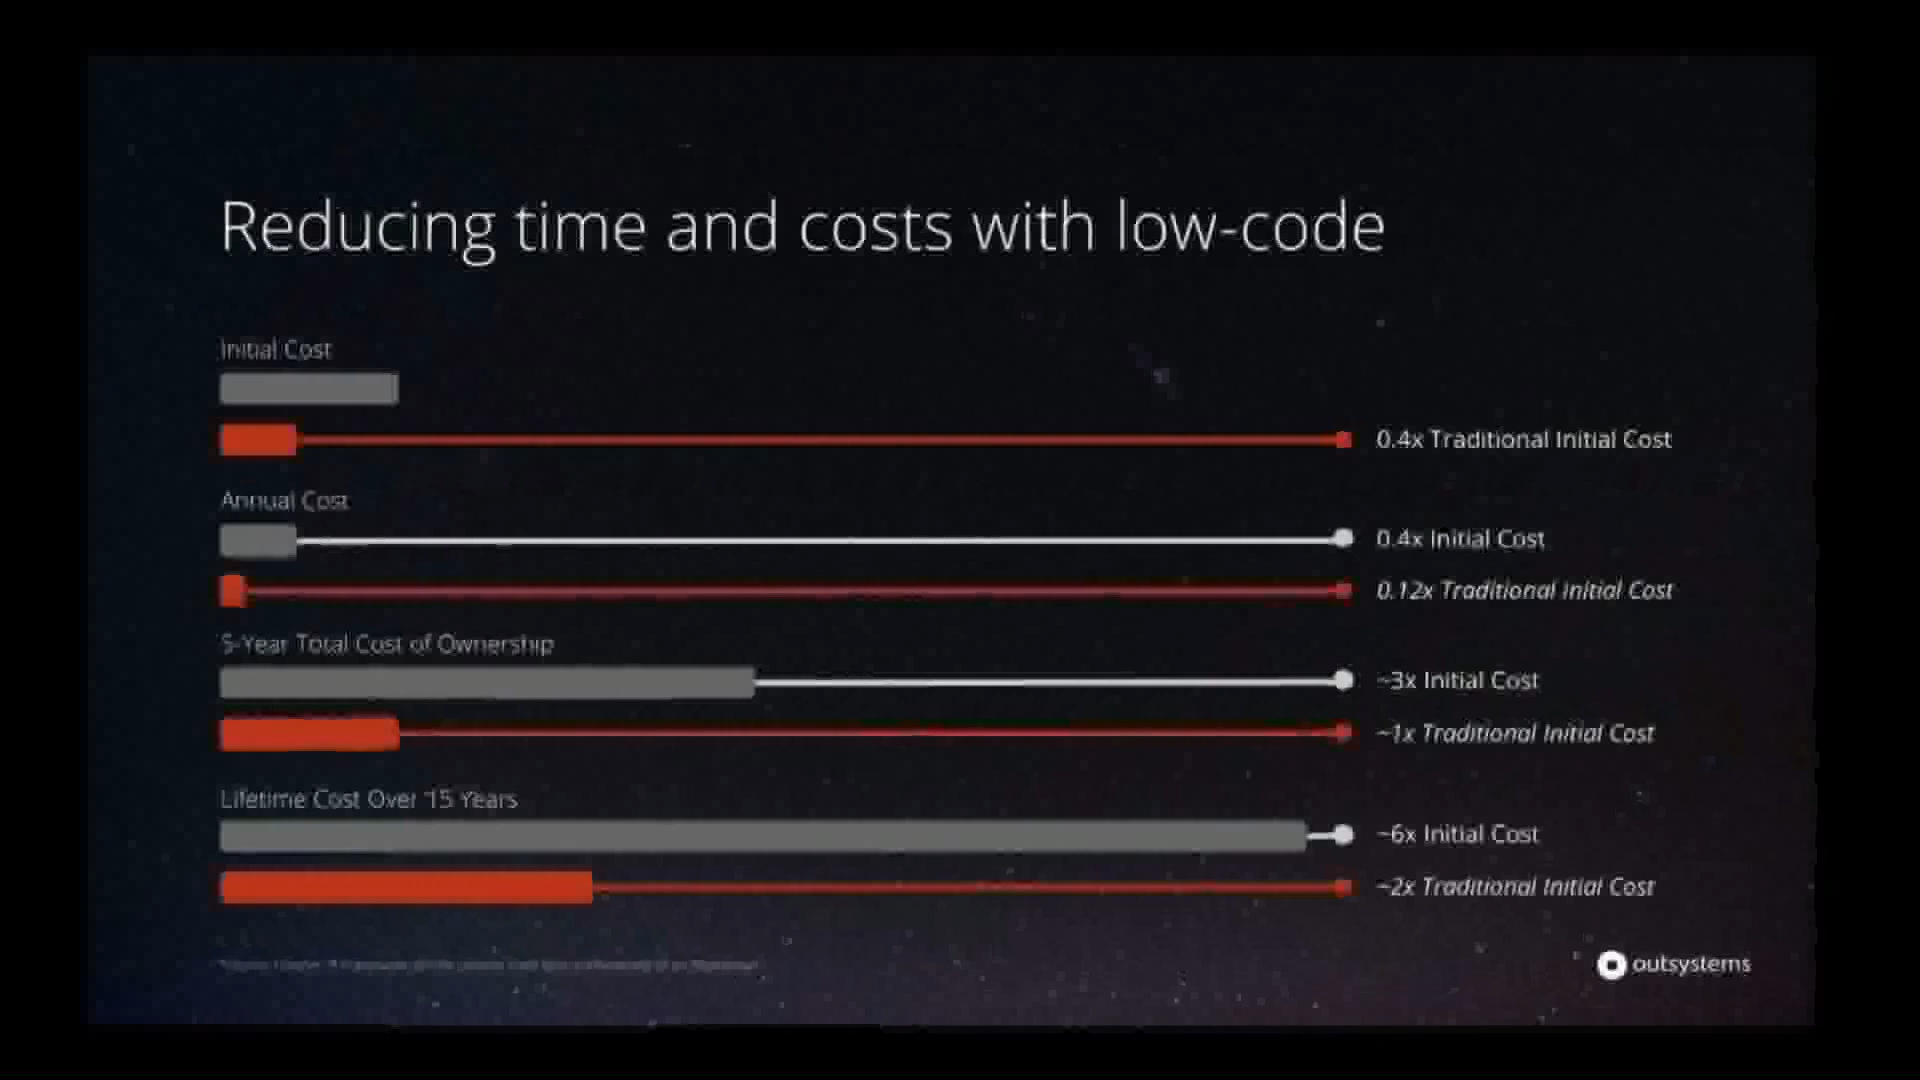 Reducing time and costs with low-code
Initial Cost
0.4x Traditional Initial Cost
Annual Cost
0.4x Initial Cost
0.12x Traditional Initial Cost
5-Year Total Cost of Ownership
~3x Initial Cost
~1x Traditional Initial Cost
Lifetime Cost Over 15 Years
~6x Initial Cost
~2x Traditional Initial Cost
outsystems